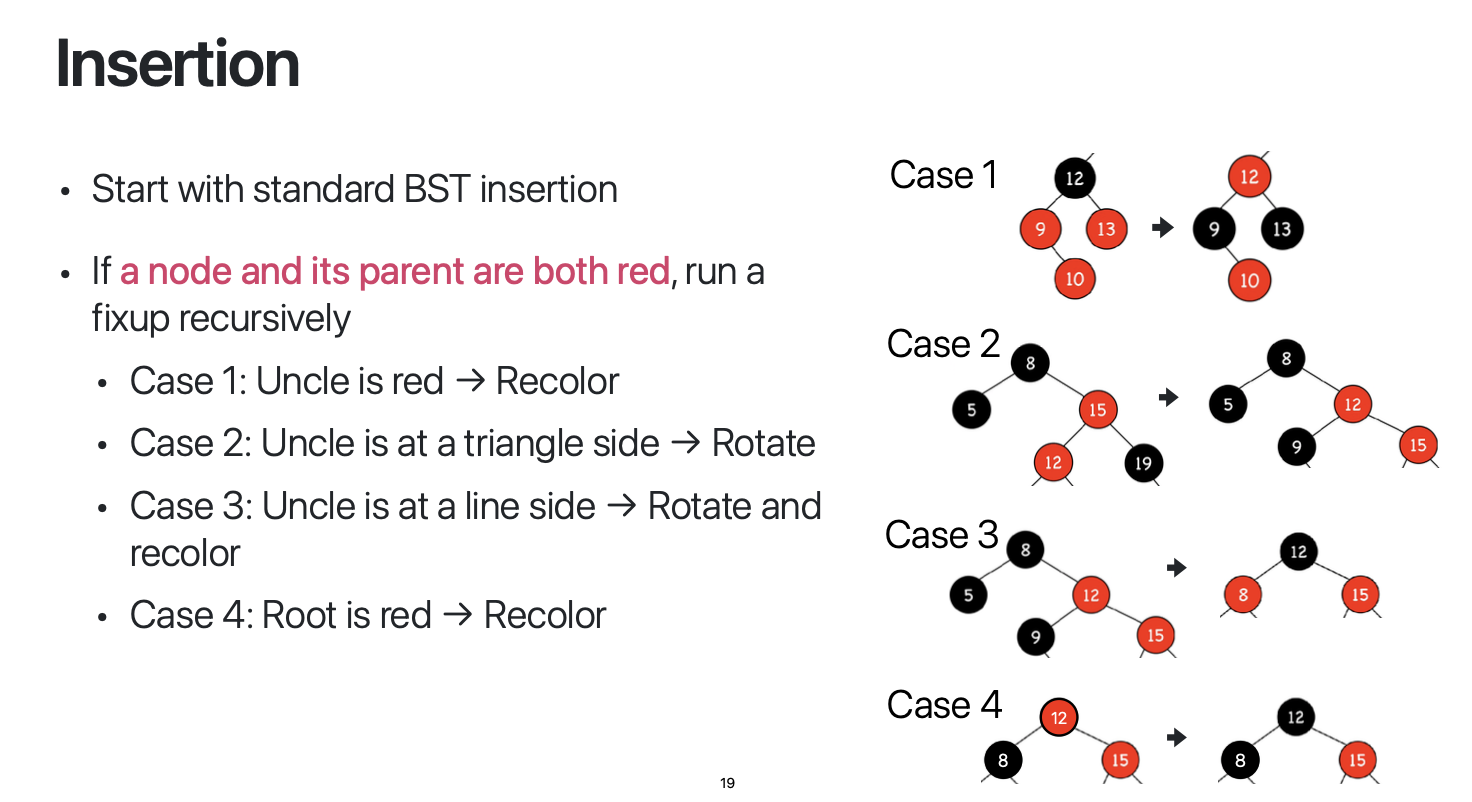 Insertion
• Start with standard BST insertion
• If a node and its parent are both red, run a
fixup recursively
• Case 1: Uncle is red → Recolor
• Case 2: Uncle is at a triangle side → Rotate
• Case 3: Uncle is at a line side → Rotate and
recolor
• Case 4: Root is red → Recolor
Case 1
12
9 13
10
12
9 13
10
Case 2
8
5 15
12 19
8
5 12
9 15
Case 3
8
5 12
9 15
12
8 15
Case 4
12
8 15
12
8 15
19